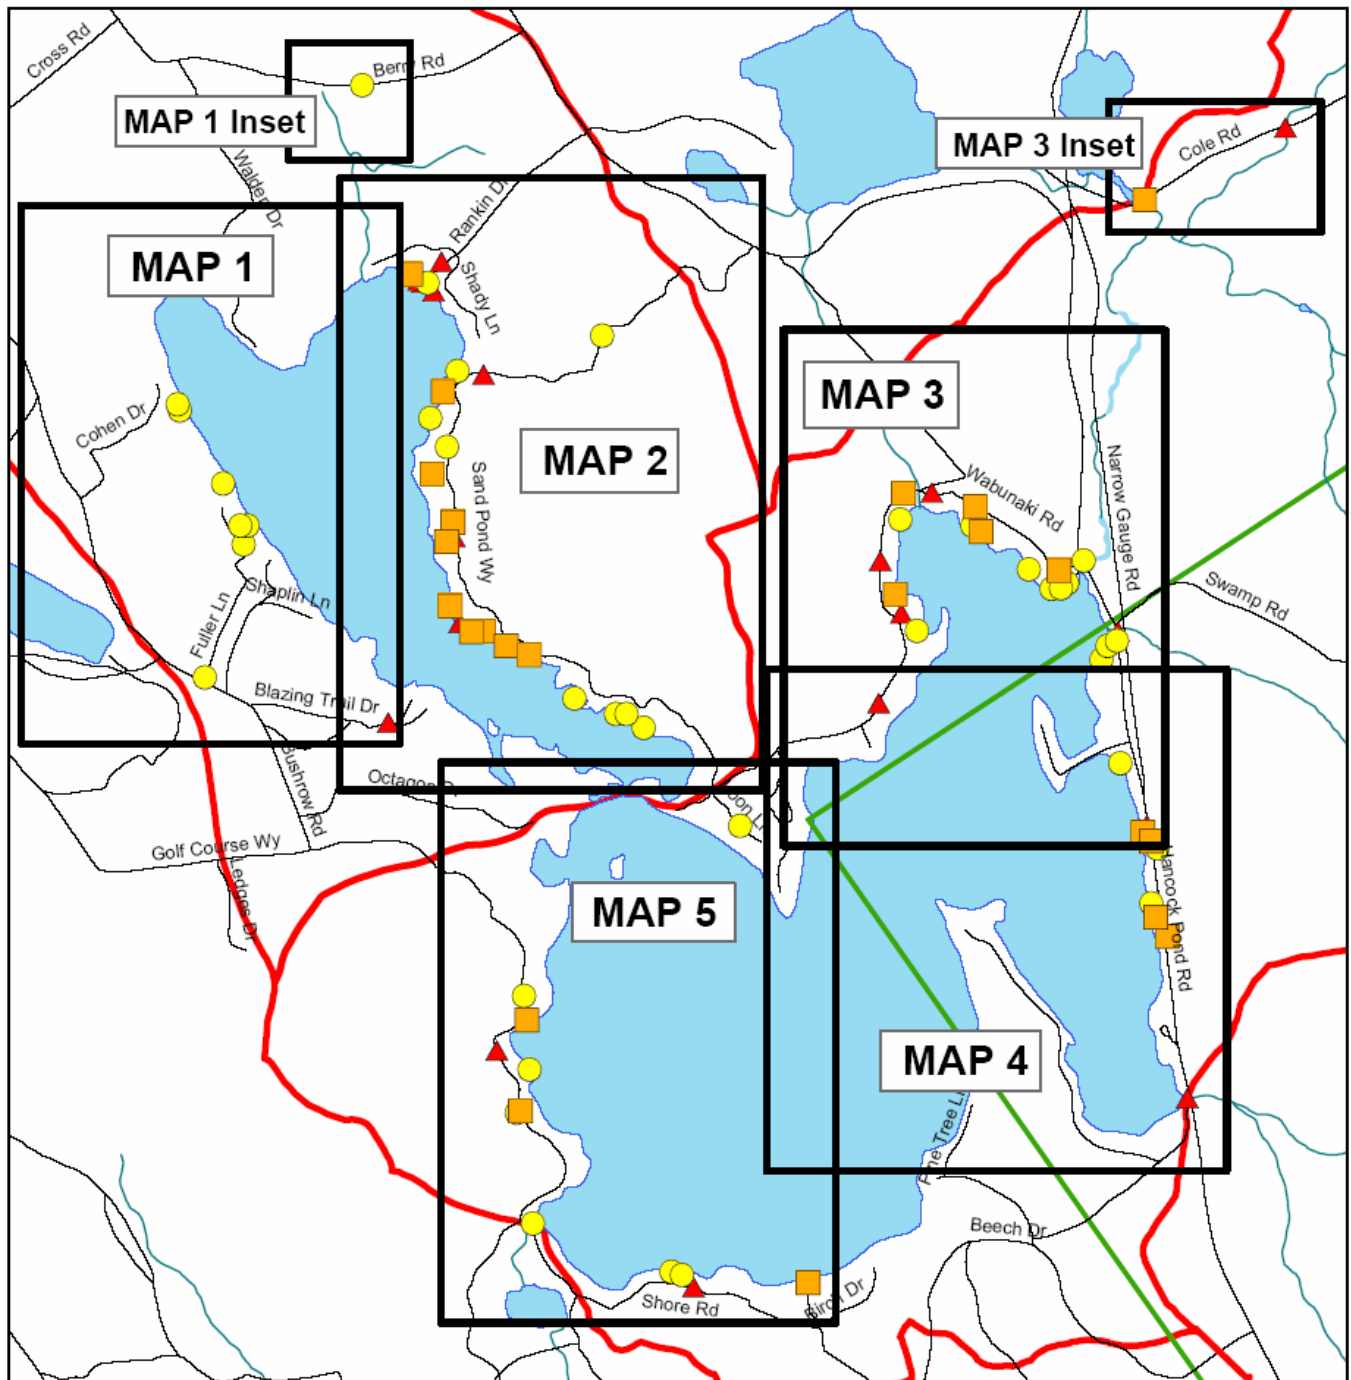 Cross Rd
Berry Rd
MAP 1 Inset
MAP 3 Inset
Cole Rd
Walden Dr
Rankin Dr
MAP 1
Shady Ln
MAP 3
Cohen Dr
MAP 2
Sand Pond Wy
Wabunaki Rd
Narrow Gauge Rd
Swamp Rd
Shaplin Ln
Fuller Ln
Blazing Trail Dr
Bushrow Rd
Octagon Dr
Golf Course Wy
Ledges Dr
MAP 5
Hancock Pond Rd
MAP 4
Pine Tree Ln
Beech Dr
Shore Rd
Birch Dr